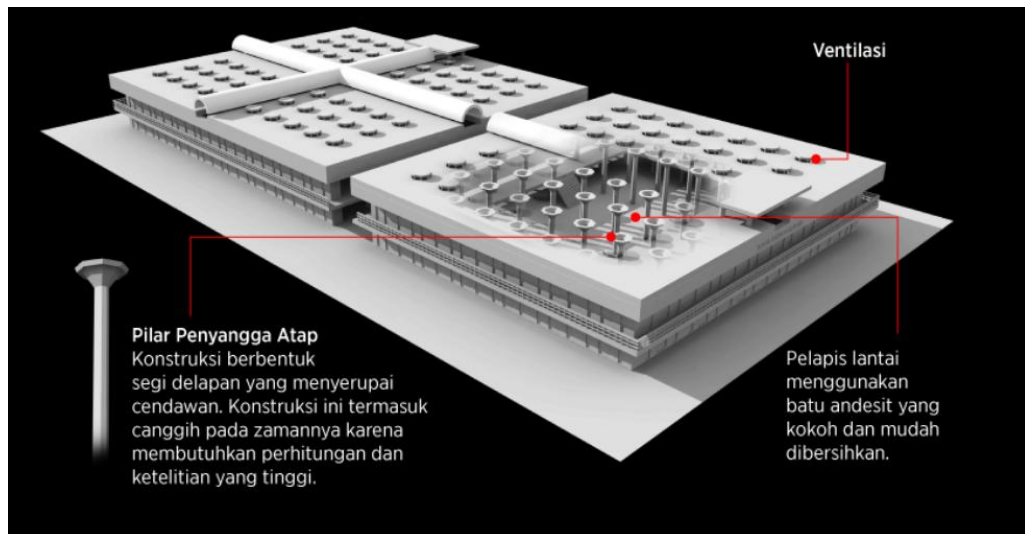 Ventilasi
Pilar Penyangga Atap
Konstruksi berbentuk
segi delapan yang menyerupai
cendawan. Konstruksi ini termasuk
canggih pada zamannya karena
membutuhkan perhitungan dan
ketelitian yang tinggi.
Pelapis lantai
menggunakan
batu andesit yang
kokoh dan mudah
dibersihkan.